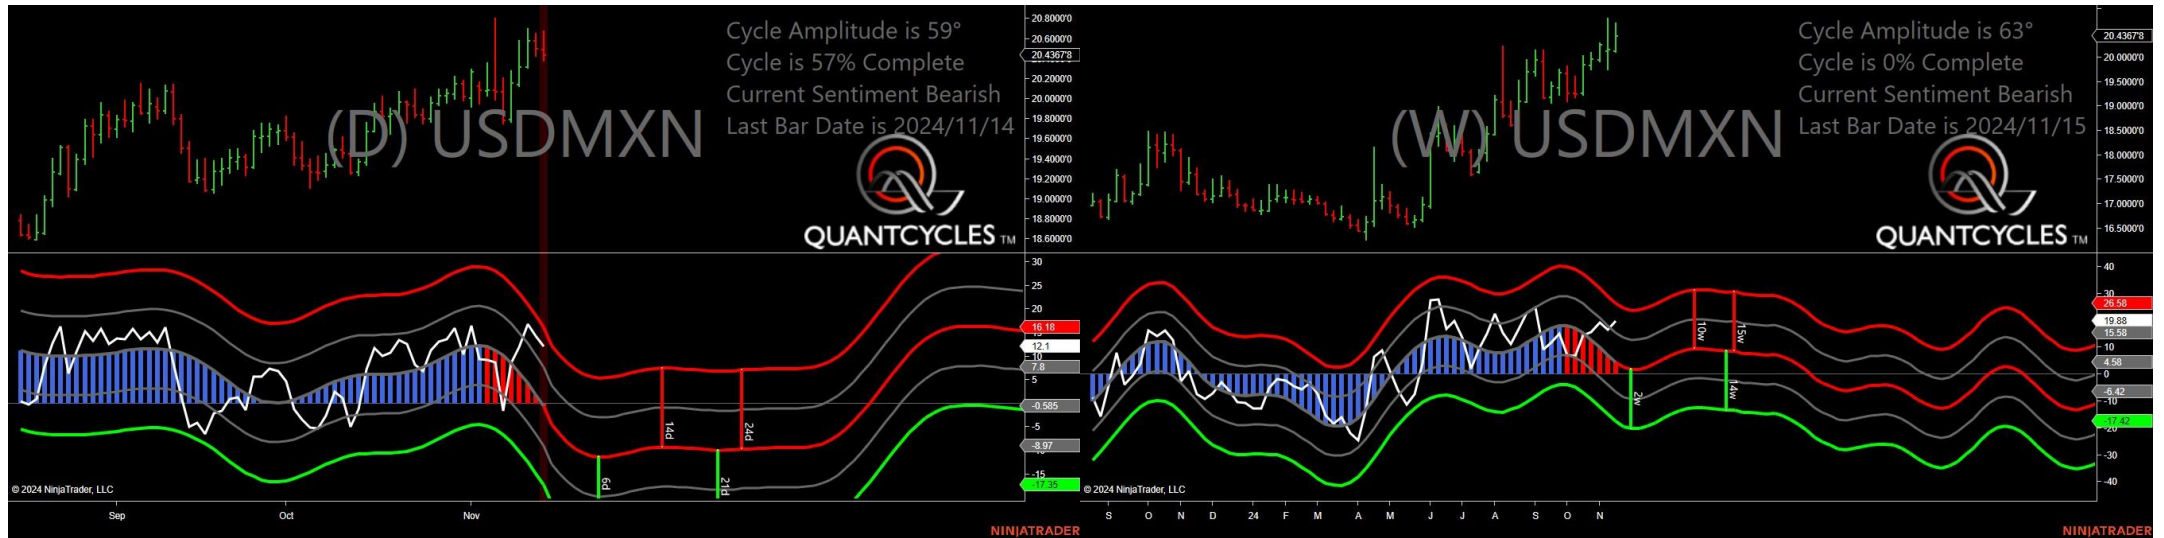 Cycle Amplitude is 59°
Cycle is 57% Complete
Current Sentiment Bearish
Last Bar Date is 2024/11/14
(D) USDMXN
QUANTCYCLES TM
20.8000'0
20.6000'0
20.4367'8
20.2000'0
20.0000'0
19.8000'0
19.6000'0
19.4000'0
19.2000'0
19.0000'0
18.8000'0
18.6000'0
30
25
20
16.18
12.1
10
7.8
5
-0.585
-5
-8.97
-15
-17.35
14d
24d
6d
21d
© 2024 NinjaTrader, LLC
Sep
Oct
Nov
NINJATRADER
Cycle Amplitude is 63°
Cycle is 0% Complete
Current Sentiment Bearish
Last Bar Date is 2024/11/15
(W) USDMXN
QUANTCYCLES TM
20.4367'8
20.0000'0
19.5000'0
19.0000'0
18.5000'0
18.0000'0
17.5000'0
17.0000'0
16.5000'0
40
30
26.58
19.88
15.58
10
4.58
0
-6.42
-10
-17.42
-20
-30
-40
10w
15w
2w
14w
© 2024 NinjaTrader, LLC
S
O
N
D
24
F
M
A
M
J
J
A
S
O
N
NINJATRADER